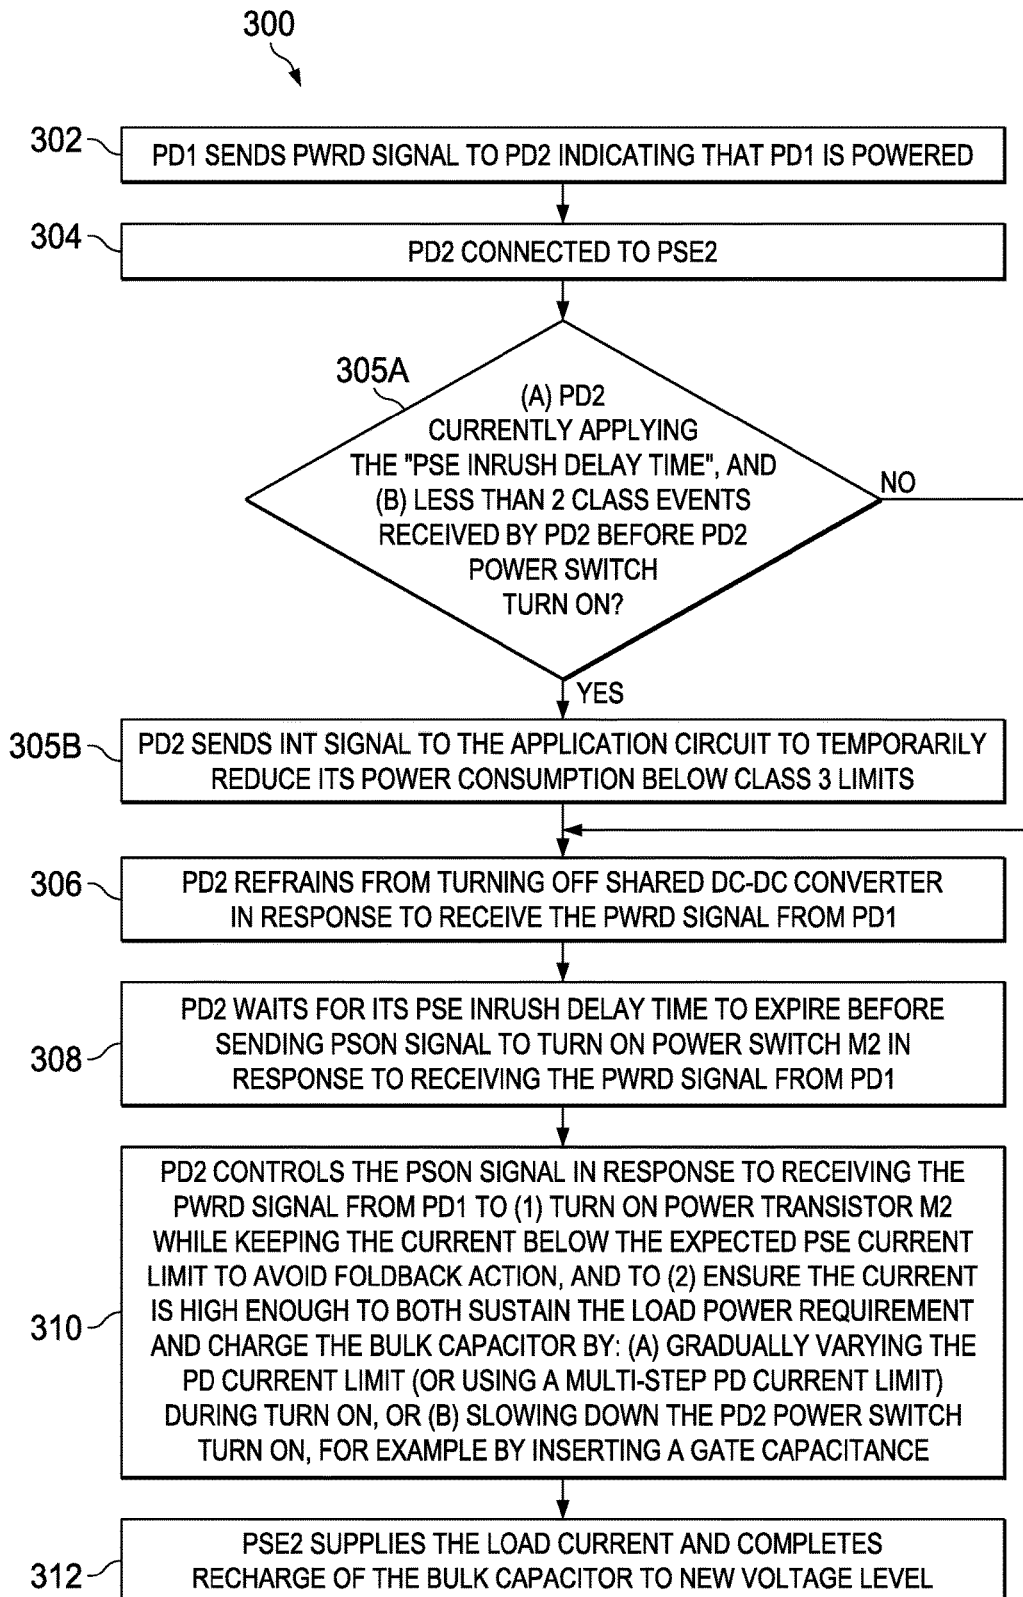 300
302
PD1 SENDS PWRD SIGNAL TO PD2 INDICATING THAT PD1 IS POWERED
304
PD2 CONNECTED TO PSE2
305A
(A) PD2
CURRENTLY APPLYING
THE "PSE INRUSH DELAY TIME", AND
(B) LESS THAN 2 CLASS EVENTS
RECEIVED BY PD2 BEFORE PD2
POWER SWITCH
TURN ON?
NO
YES
305B
PD2 SENDS INT SIGNAL TO THE APPLICATION CIRCUIT TO TEMPORARILY
REDUCE ITS POWER CONSUMPTION BELOW CLASS 3 LIMITS
306
PD2 REFRAINS FROM TURNING OFF SHARED DC-DC CONVERTER
IN RESPONSE TO RECEIVE THE PWRD SIGNAL FROM PD1
308
PD2 WAITS FOR ITS PSE INRUSH DELAY TIME TO EXPIRE BEFORE
SENDING PSON SIGNAL TO TURN ON POWER SWITCH M2 IN
RESPONSE TO RECEIVING THE PWRD SIGNAL FROM PD1
310
PD2 CONTROLS THE PSON SIGNAL IN RESPONSE TO RECEIVING THE
PWRD SIGNAL FROM PD1 TO (1) TURN ON POWER TRANSISTOR M2
WHILE KEEPING THE CURRENT BELOW THE EXPECTED PSE CURRENT
LIMIT TO AVOID FOLDBACK ACTION, AND TO (2) ENSURE THE CURRENT
IS HIGH ENOUGH TO BOTH SUSTAIN THE LOAD POWER REQUIREMENT
AND CHARGE THE BULK CAPACITOR BY: (A) GRADUALLY VARYING THE
PD CURRENT LIMIT (OR USING A MULTI-STEP PD CURRENT LIMIT)
DURING TURN ON, OR (B) SLOWING DOWN THE PD2 POWER SWITCH
TURN ON, FOR EXAMPLE BY INSERTING A GATE CAPACITANCE
312
PSE2 SUPPLIES THE LOAD CURRENT AND COMPLETES
RECHARGE OF THE BULK CAPACITOR TO NEW VOLTAGE LEVEL